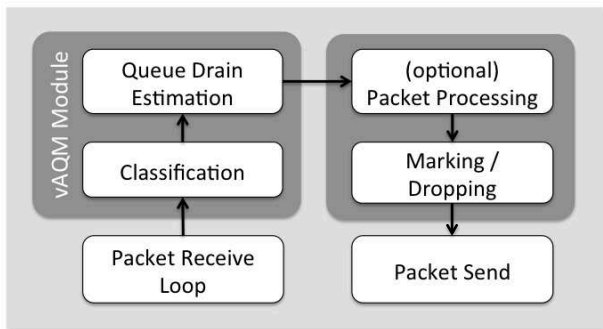 vAQM Module
Queue Drain
Estimation
Classification
Packet Receive
Loop
(optional)
Packet Processing
Marking /
Dropping
Packet Send